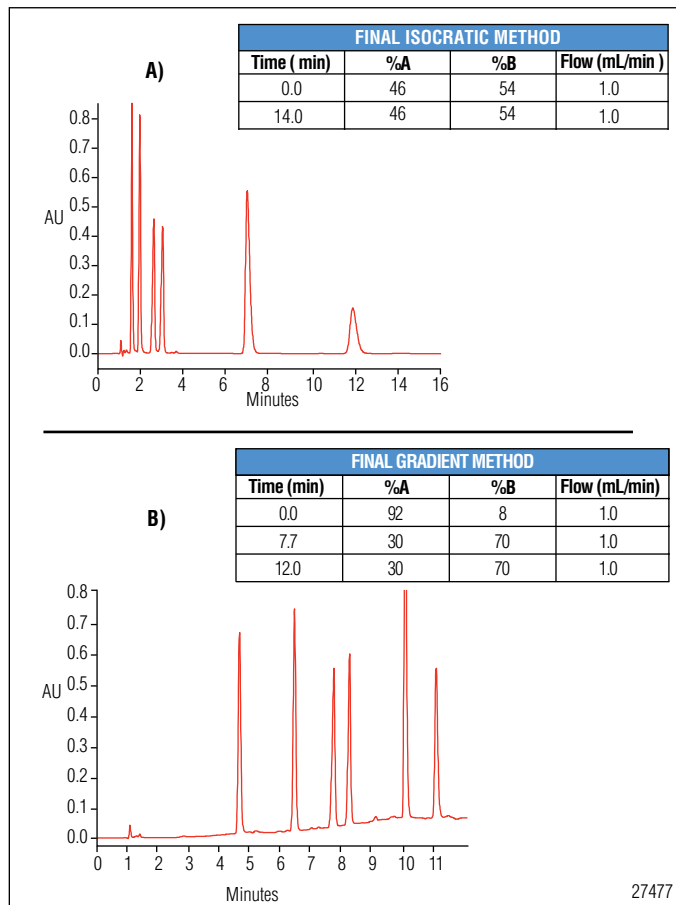 FINAL ISOCRATIC METHOD
A)
Time ( min) %A %B Flow (mL/min )
0.0 46 54 1.0
14.0 46 54 1.0
0.8
0.7
0.6
0.5
AU
0.4
0.3
0.2
0.1
0.0
0 2 4 6 8 10 12 14 16
Minutes
FINAL GRADIENT METHOD
B)
Time (min) %A %B Flow (mL/min)
0.0 92 8 1.0
7.7 30 70 1.0
12.0 30 70 1.0
0.8
0.7
0.6
0.5
AU
0.4
0.3
0.2
0.1
0.0
0 1 2 3 4 5 6 7 8 9 10 11
Minutes
27477